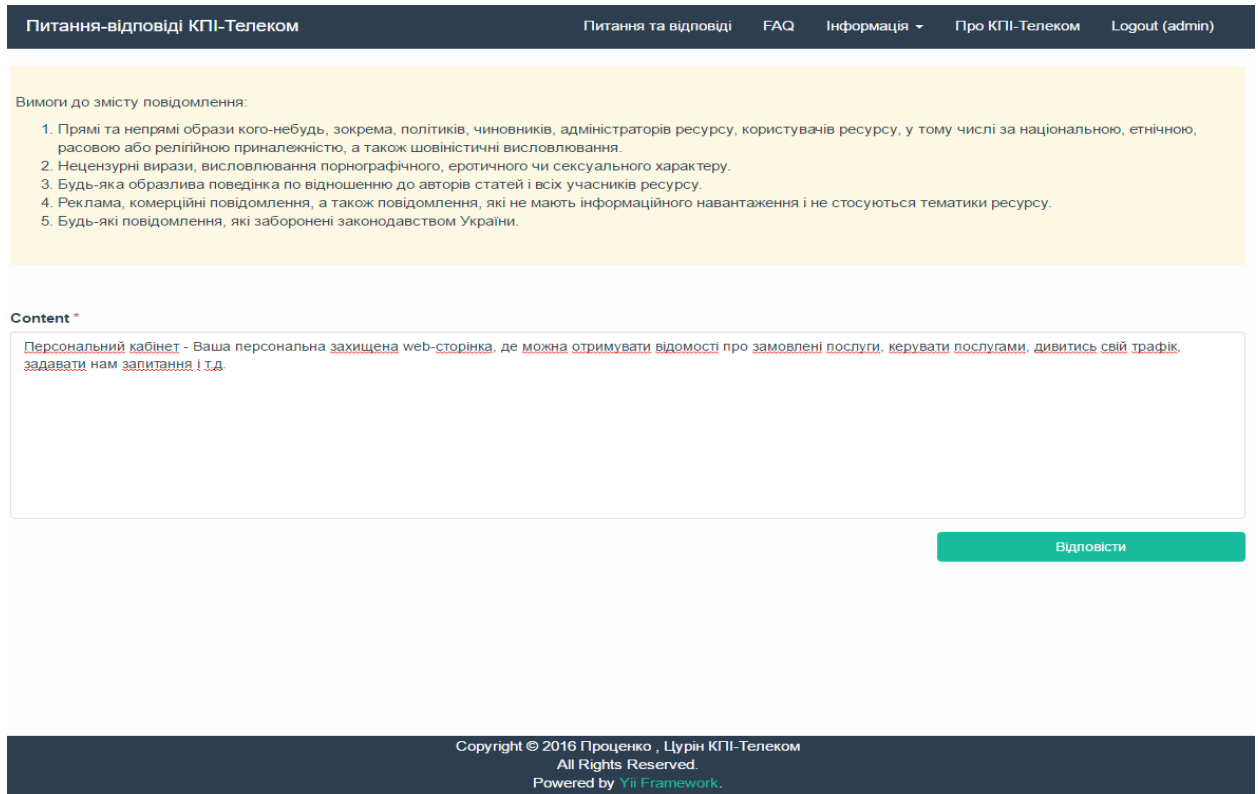 Питання-відповіді КПІ-Телеком
Питання та відповіді FAQ Інформація Про КПІ-Телеком Logout (admin)
Вимоги до змісту повідомлення:
1. Прямі та непрямі образи кого-небудь, зокрема, політиків, чиновників, адміністраторів ресурсу, користувачів ресурсу, у тому числі за національною, етнічною,
расовою або релігійною приналежністю, а також шовіністичні висловлювання.
2. Нецензурні вирази, висловлювання порнографічного, еротичного чи сексуального характеру.
3. Будь-яка образлива поведінка по відношенню до авторів статей і всіх учасників ресурсу.
4. Реклама, комерційні повідомлення, а також повідомлення, які не мають інформаційного навантаження і не стосуються тематики ресурсу.
5. Будь-які повідомлення, які заборонені законодавством України.
Content *
Персональний кабінет - Ваша персональна захищена web-сторінка, де можна отримувати відомості про замовлені послуги, керувати послугами, дивитись свій трафік,
задавати нам запитання і т.д.
Відповісти
Copyright © 2016 Проценко , Цурін КПІ-Телеком
All Rights Reserved.
Powered by Yii Framework.